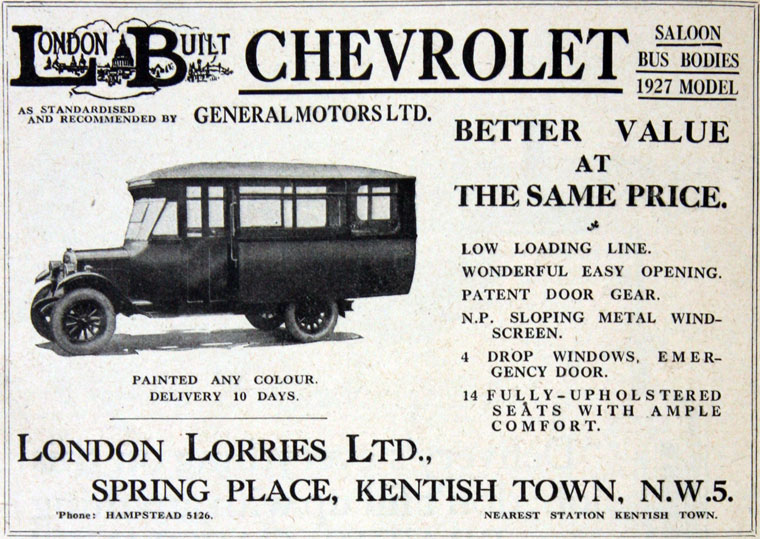 LONDON BUILT
CHEVROLET
SALOON
BUS BODIES
1927 MODEL
AS STANDARDISED
AND RECOMMENDED BY
GENERAL MOTORS LTD.
BETTER VALUE
AT
THE SAME PRICE.
LOW LOADING LINE.
WONDERFUL EASY OPENING.
PATENT DOOR GEAR.
N.P. SLOPING METAL WIND-
SCREEN.
4 DROP WINDOWS, EMER-
GENCY DOOR.
14 FULLY-UPHOLSTERED
SEATS WITH AMPLE
COMFORT.
PAINTED ANY COLOUR.
DELIVERY 10 DAYS.
LONDON LORRIES LTD.,
SPRING PLACE, KENTISH TOWN, N.W.5.
'Phone: HAMPSTEAD 5126.
NEAREST STATION KENTISH TOWN.